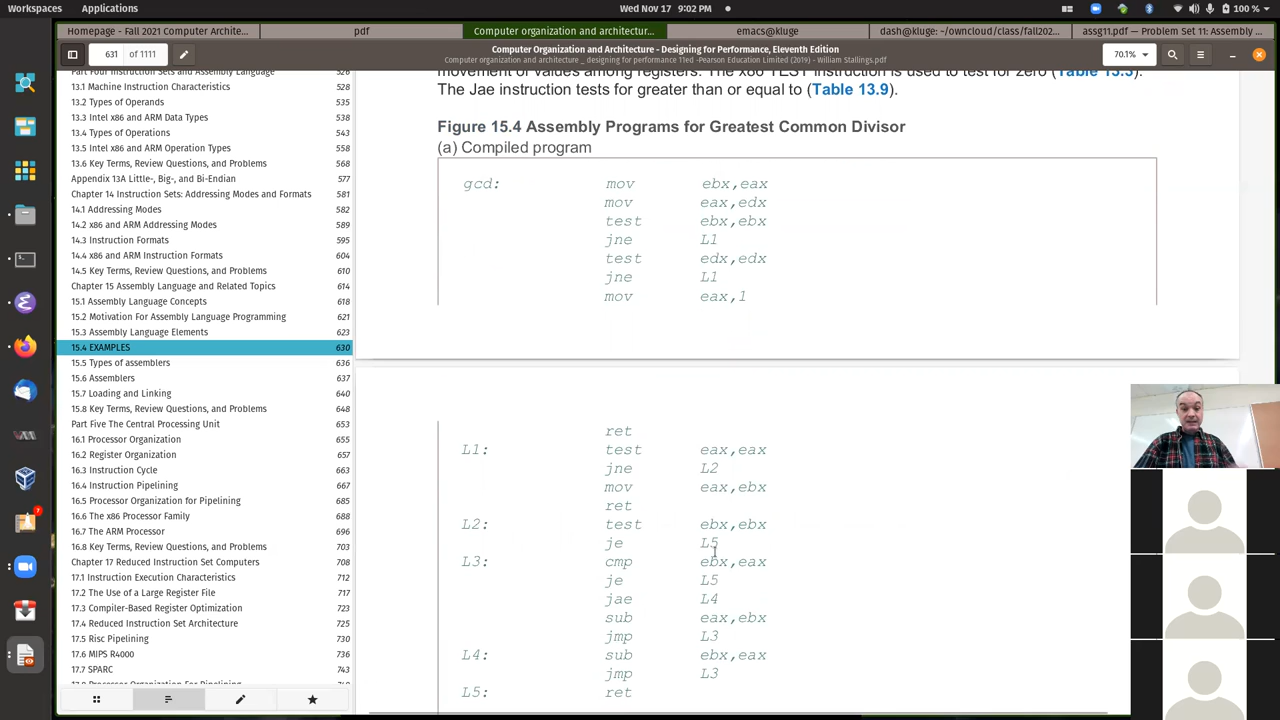 Workspaces Applications Wed Nov 17 9:02 PM 100 %
Homepage - Fall 2021 Computer Archite... pdf Computer organization and architectur... emacs@kluge dash@kluge: ~/owncloud/class/fall202... assg11.pdf — Problem Set 11: Assembly ...
631 of 1111 Computer Organization and Architecture - Designing for Performance, Eleventh Edition 70.1%
Computer organization and architecture _ designing for performance 11ed -Pearson Education Limited (2019) - William Stallings.pdf
Part Four Instruction Sets and Assembly Language 526
13.1 Machine Instruction Characteristics 528
13.2 Types of Operands 535
13.3 Intel x86 and ARM Data Types 538
13.4 Types of Operations 543
13.5 Intel x86 and ARM Operation Types 558
13.6 Key Terms, Review Questions, and Problems 568
Appendix 13A Little-, Big-, and Bi-Endian 577
Chapter 14 Instruction Sets: Addressing Modes and Formats 581
14.1 Addressing Modes 582
14.2 x86 and ARM Addressing Modes 589
14.3 Instruction Formats 595
14.4 x86 and ARM Instruction Formats 604
14.5 Key Terms, Review Questions, and Problems 610
Chapter 15 Assembly Language and Related Topics 614
15.1 Assembly Language Concepts 618
15.2 Motivation For Assembly Language Programming 621
15.3 Assembly Language Elements 623
15.4 EXAMPLES 630
15.5 Types of assemblers 636
15.6 Assemblers 637
15.7 Loading and Linking 640
15.8 Key Terms, Review Questions, and Problems 648
Part Five The Central Processing Unit 653
16.1 Processor Organization 655
16.2 Register Organization 657
16.3 Instruction Cycle 663
16.4 Instruction Pipelining 667
16.5 Processor Organization for Pipelining 685
16.6 The x86 Processor Family 688
16.7 The ARM Processor 696
16.8 Key Terms, Review Questions, and Problems 703
Chapter 17 Reduced Instruction Set Computers 708
17.1 Instruction Execution Characteristics 712
17.2 The Use of a Large Register File 717
17.3 Compiler-Based Register Optimization 723
17.4 Reduced Instruction Set Architecture 725
17.5 Risc Pipelining 730
17.6 MIPS R4000 736
17.7 SPARC 743
movement of values among registers. The x86 TEST instruction is used to test for zero (Table 13.3).
The Jae instruction tests for greater than or equal to (Table 13.9).
Figure 15.4 Assembly Programs for Greatest Common Divisor
(a) Compiled program
gcd: mov ebx,eax
mov eax,edx
test ebx,ebx
jne L1
test edx,edx
jne L1
mov eax,1
ret
L1: test eax,eax
jne L2
mov eax,ebx
ret
L2: test ebx,ebx
je L5
L3: cmp ebx,eax
je L5
jae L4
sub eax,ebx
jmp L3
L4: sub ebx,eax
jmp L3
L5: ret